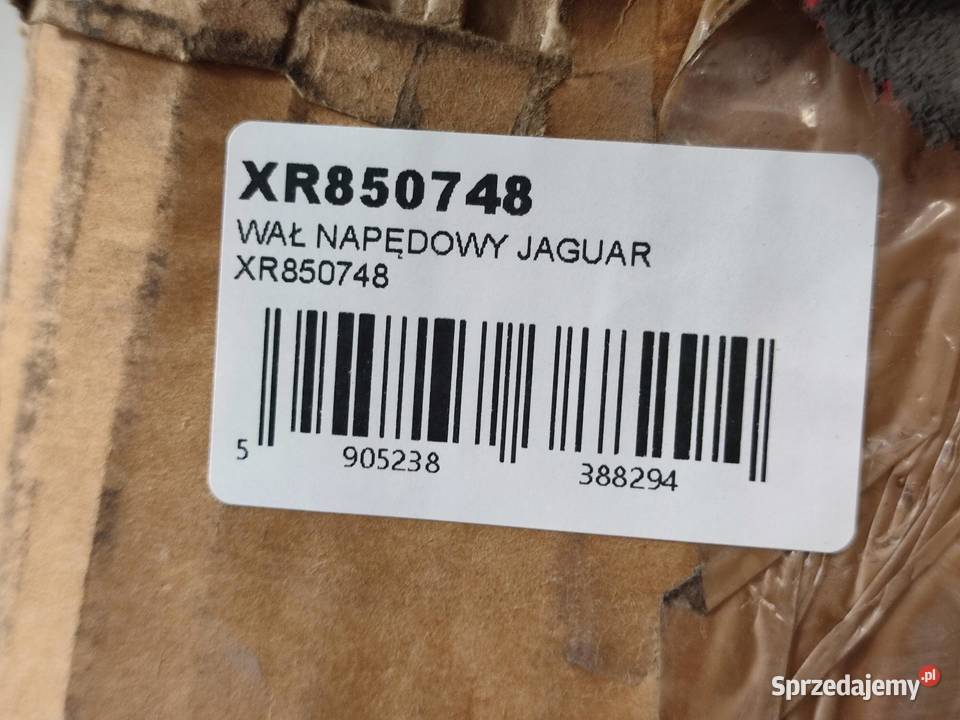 XR850748
WAŁ NAPĘDOWY JAGUAR
XR850748
5 905238 388294
Sprzedajemy.pl